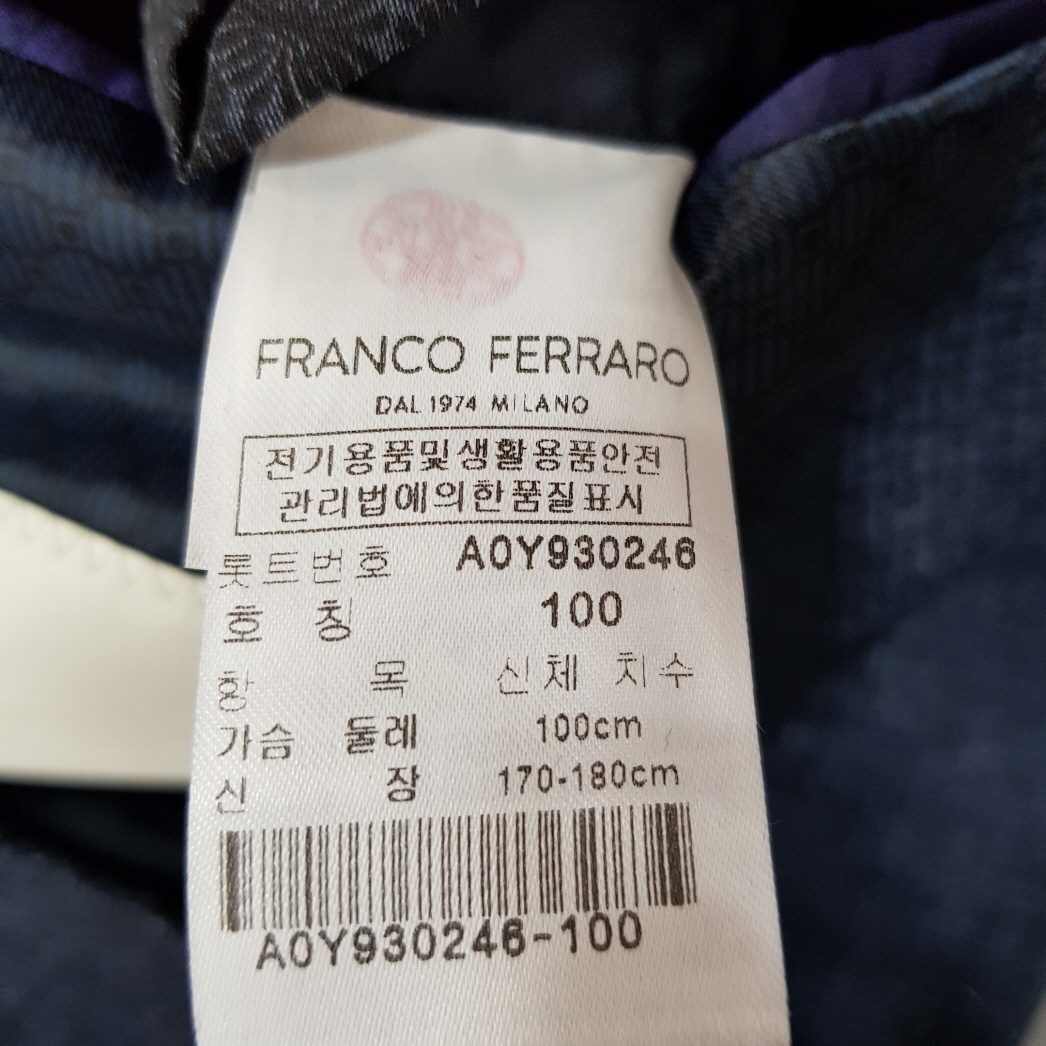 FRANCO FERRARO
DAL 1974 MILANO
전기용품및생활용품안전
관리법에의한품질표시
롯트번호 A0Y930246
호 칭 100
항 목 신체 치수
가슴 둘레 100cm
신 장 170-180cm
A0Y930246-100